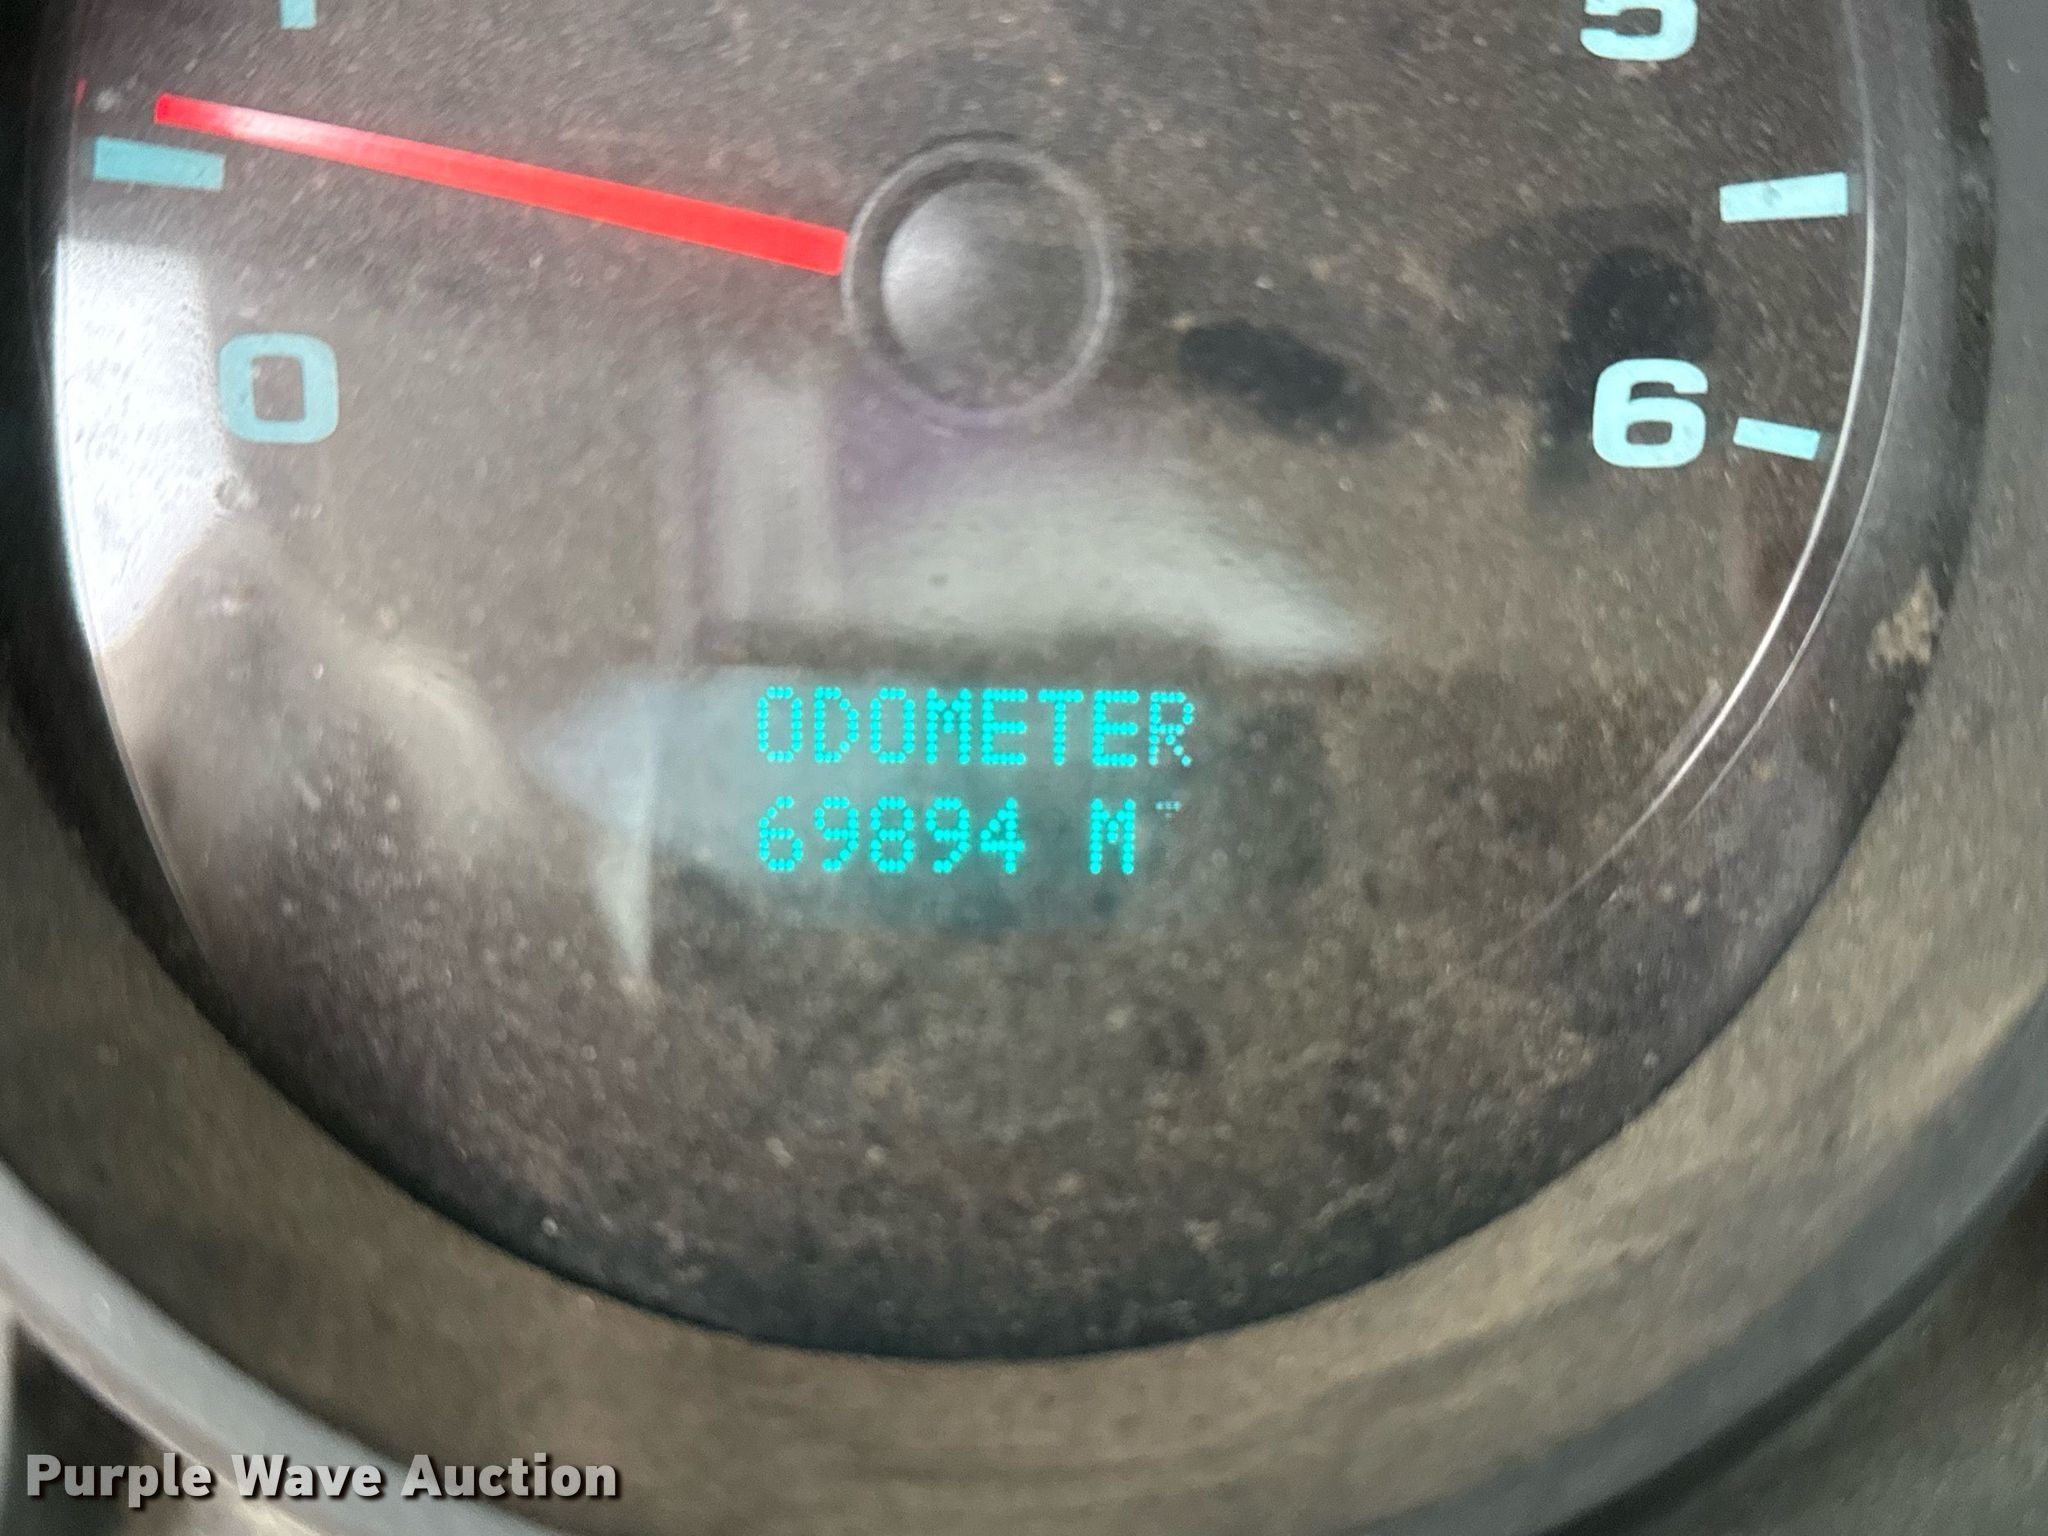 5
0
6
ODOMETER
69894 M
Purple Wave Auction